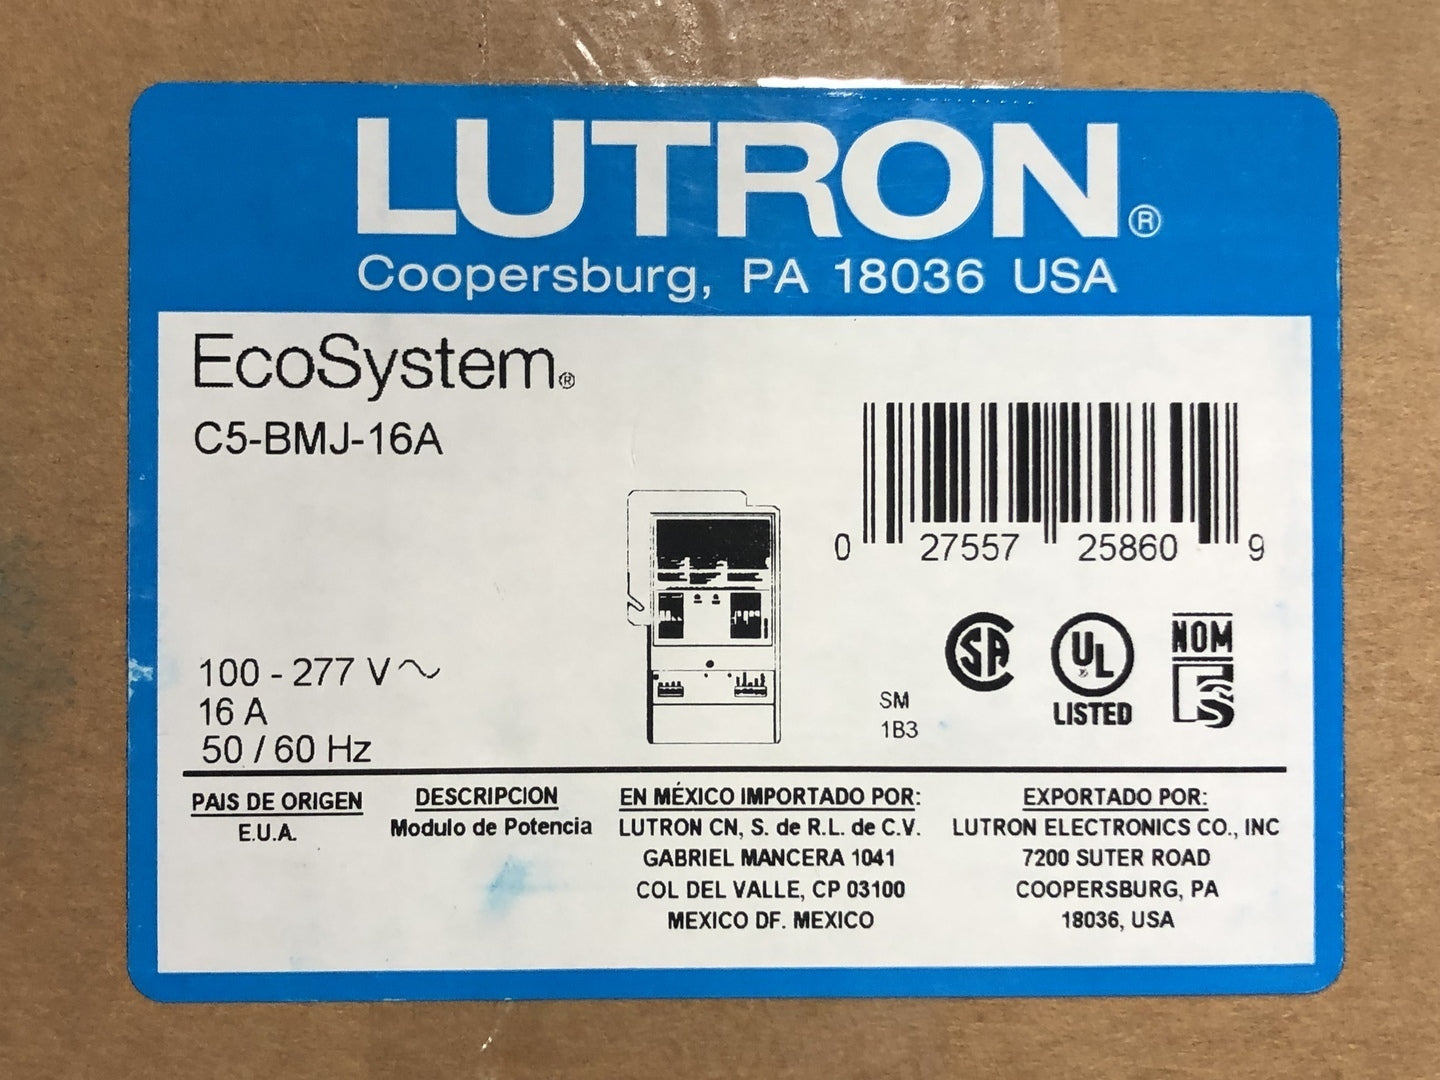 LUTRON®
Coopersburg, PA 18036 USA
EcoSystem®
C5-BMJ-16A
0 27557 25860 9
SA
UL
®
LISTED
NOM
100 - 277 V~
16 A
50 / 60 Hz
SM
1B3
PAIS DE ORIGEN
E.U.A.
DESCRIPCION
Modulo de Potencia
EN MÉXICO IMPORTADO POR:
LUTRON CN, S. de R.L. de C.V.
GABRIEL MANCERA 1041
COL DEL VALLE, CP 03100
MEXICO DF. MEXICO
EXPORTADO POR:
LUTRON ELECTRONICS CO., INC
7200 SUTER ROAD
COOPERSBURG, PA
18036, USA